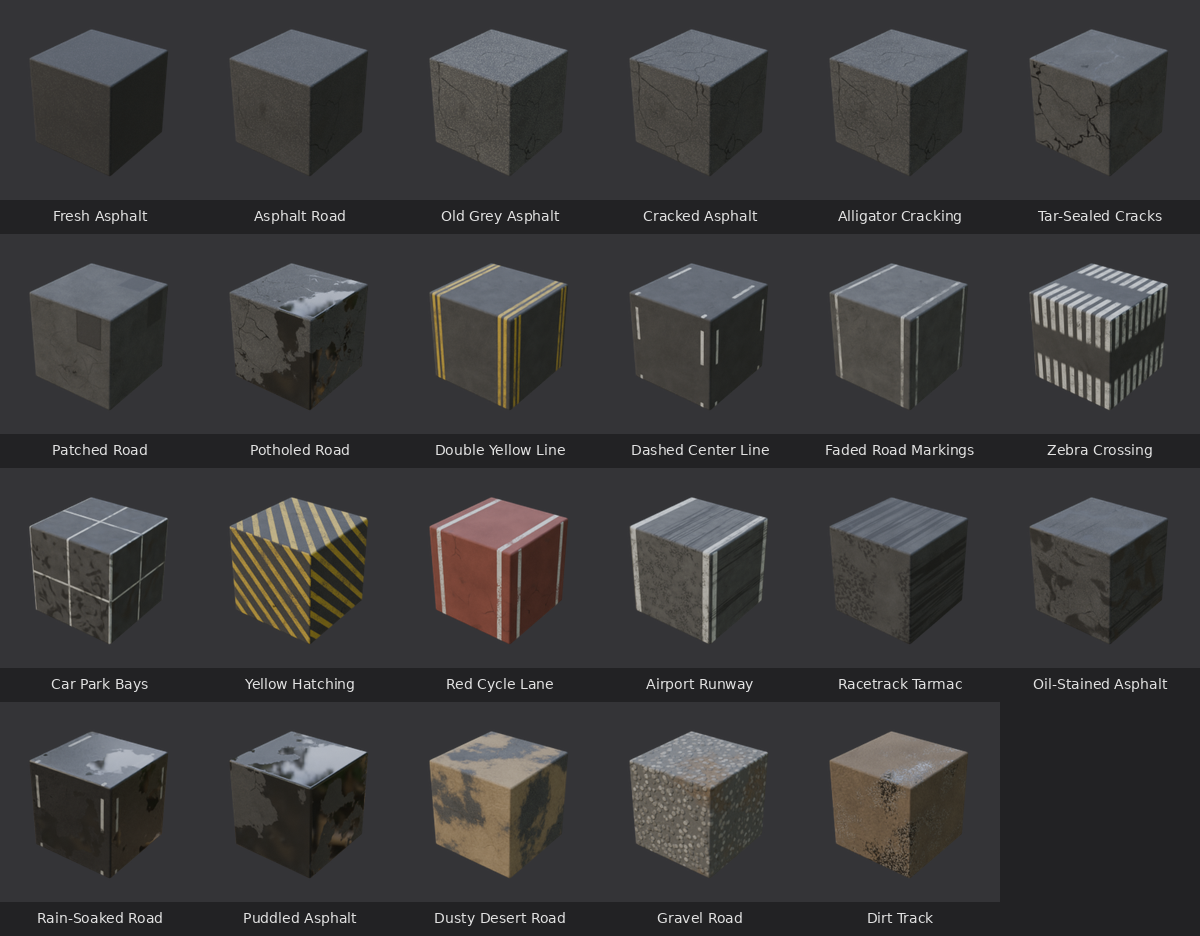 Fresh Asphalt
Asphalt Road
Old Grey Asphalt
Cracked Asphalt
Alligator Cracking
Tar-Sealed Cracks
Patched Road
Potholed Road
Double Yellow Line
Dashed Center Line
Faded Road Markings
Zebra Crossing
Car Park Bays
Yellow Hatching
Red Cycle Lane
Airport Runway
Racetrack Tarmac
Oil-Stained Asphalt
Rain-Soaked Road
Puddled Asphalt
Dusty Desert Road
Gravel Road
Dirt Track